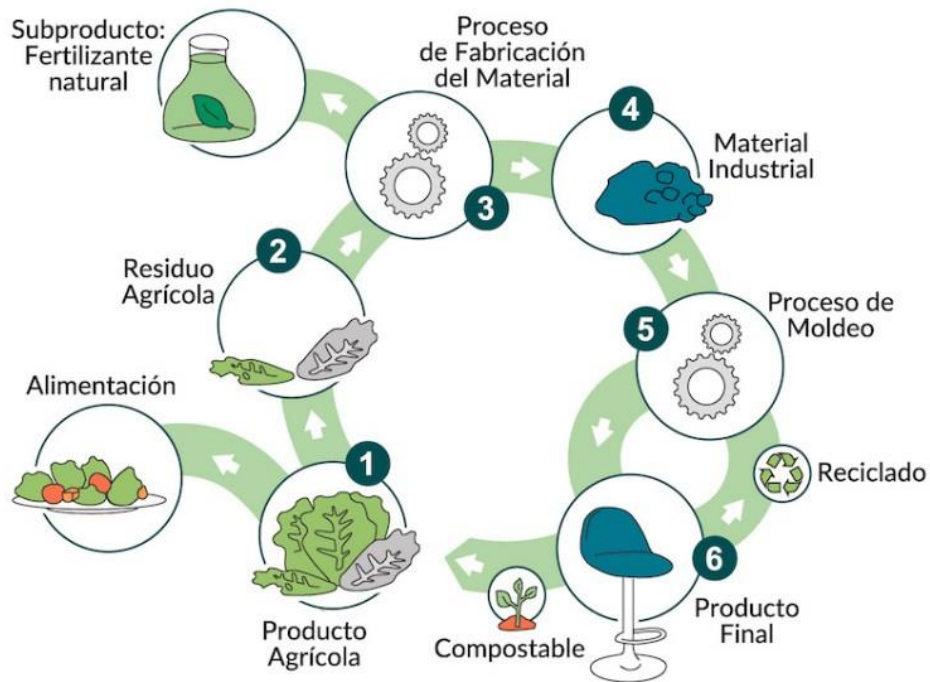 Subproducto:
Fertilizante
natural
Proceso
de Fabricación
del Material
3
4
Material
Industrial
2
Residuo
Agrícola
5
Proceso de
Moldeo
Alimentación
1
Producto
Agrícola
Reciclado
6
Producto
Final
Compostable